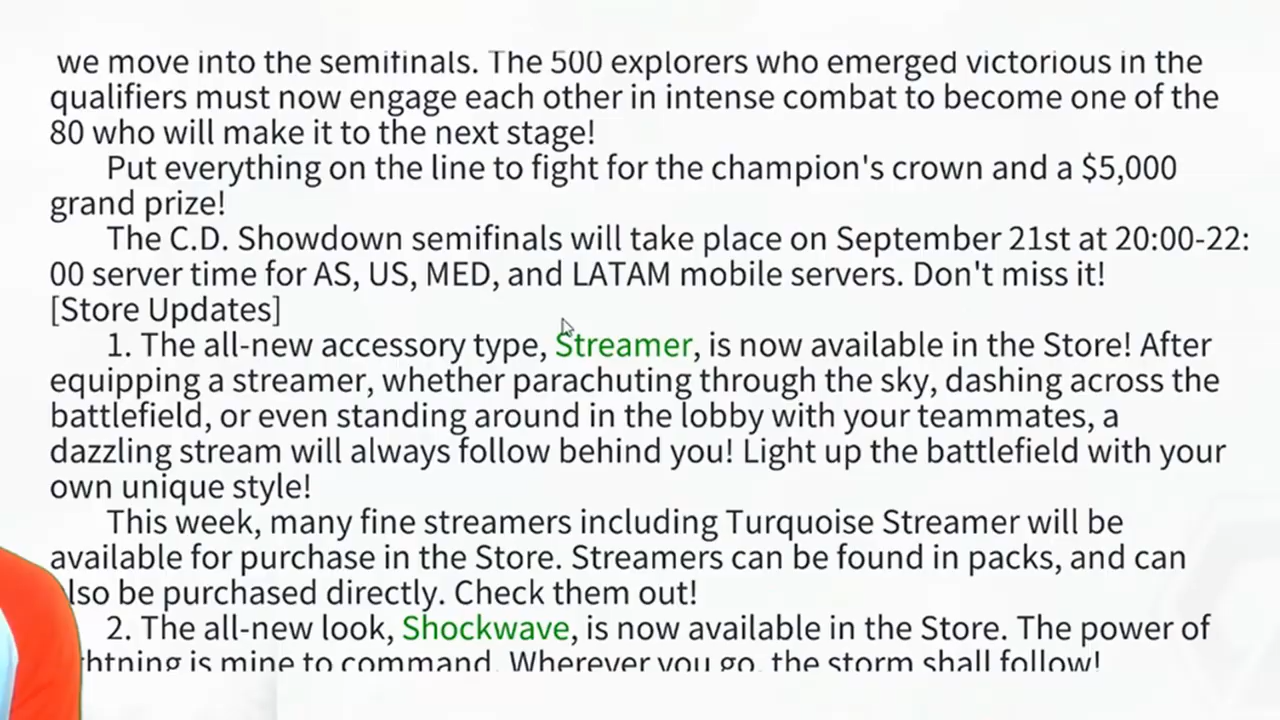 we move into the semifinals. The 500 explorers who emerged victorious in the
qualifiers must now engage each other in intense combat to become one of the
80 who will make it to the next stage!
Put everything on the line to fight for the champion's crown and a $5,000
grand prize!
The C.D. Showdown semifinals will take place on September 21st at 20:00-22:
00 server time for AS, US, MED, and LATAM mobile servers. Don't miss it!
[Store Updates]
1. The all-new accessory type, Streamer, is now available in the Store! After
equipping a streamer, whether parachuting through the sky, dashing across the
battlefield, or even standing around in the lobby with your teammates, a
dazzling stream will always follow behind you! Light up the battlefield with your
own unique style!
This week, many fine streamers including Turquoise Streamer will be
available for purchase in the Store. Streamers can be found in packs, and can
lso be purchased directly. Check them out!
2. The all-new look, Shockwave, is now available in the Store. The power of
htning is mine to command. Wherever you go, the storm shall follow!